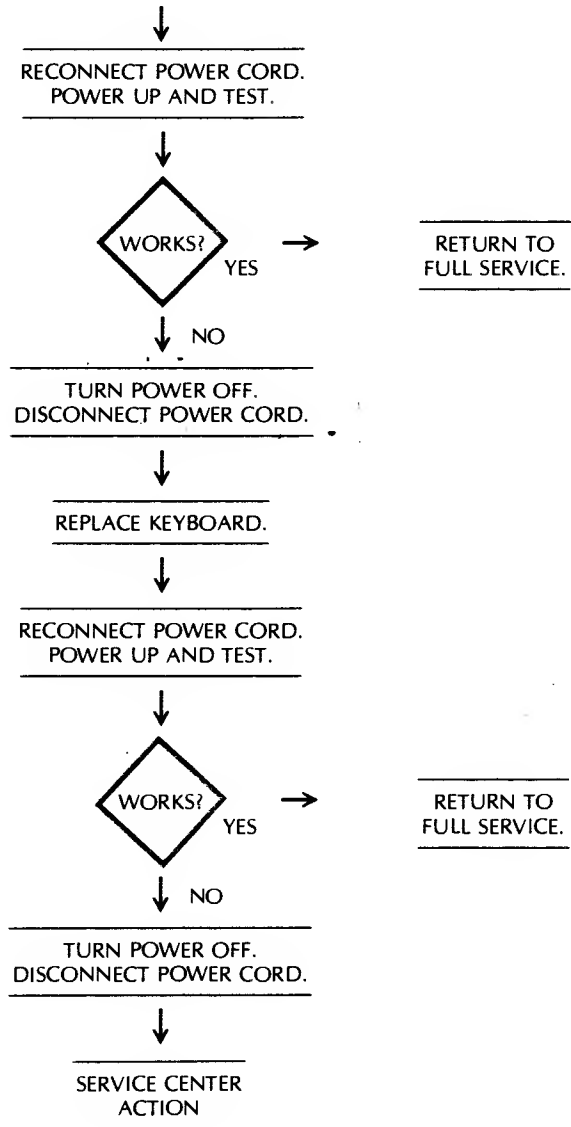 RECONNECT POWER CORD.
POWER UP AND TEST.
WORKS?
YES
RETURN TO
FULL SERVICE.
NO
TURN POWER OFF.
DISCONNECT POWER CORD.
REPLACE KEYBOARD.
RECONNECT POWER CORD.
POWER UP AND TEST.
WORKS?
YES
RETURN TO
FULL SERVICE.
NO
TURN POWER OFF.
DISCONNECT POWER CORD.
SERVICE CENTER
ACTION